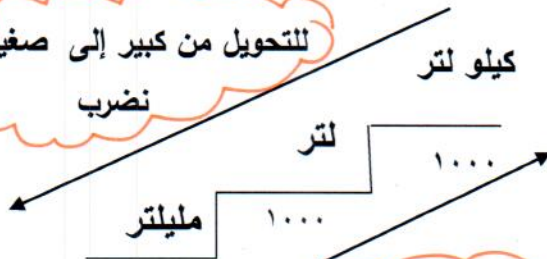 للتحويل من كبير إلى
نضرب
كيلو لتر
لتر
١٠٠٠
مليلتر
١٠٠٠